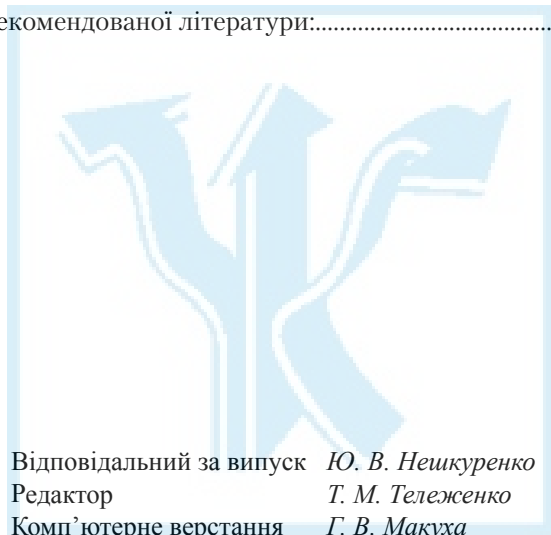 екомендованої літератури:.......................................
Відповідальний за випуск Ю. В. Нешкуренко
Редактор Т. М. Тележенко
Комп’ютерне верстання Г. В. Макуха